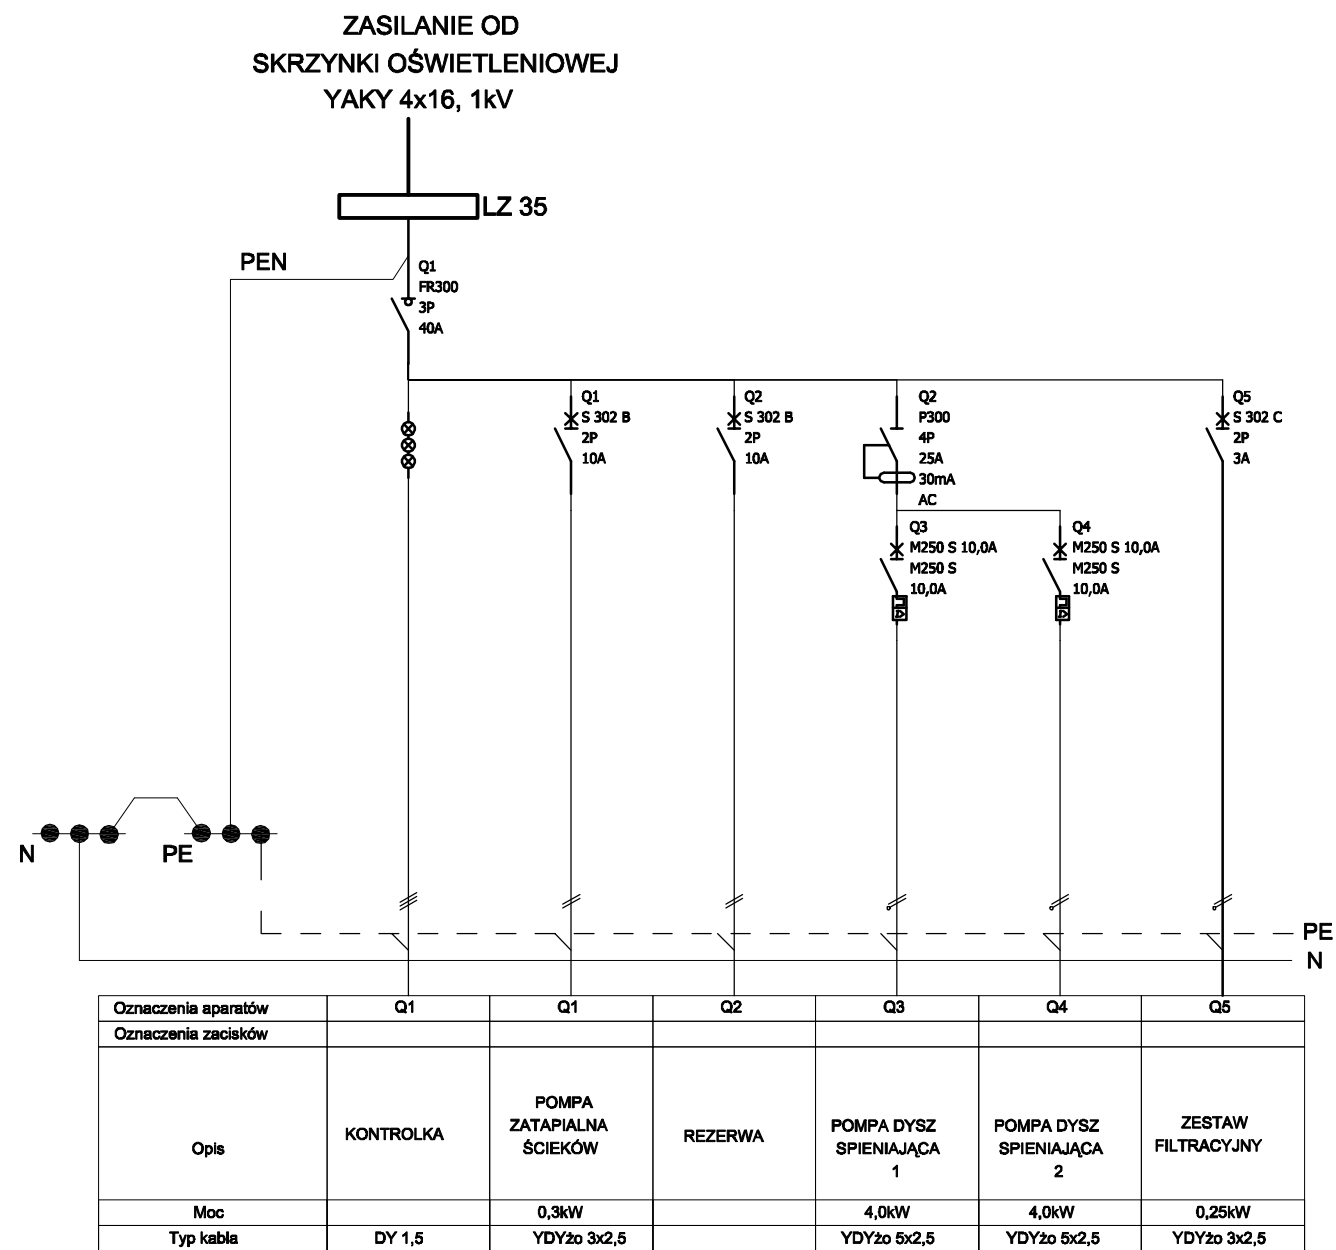 ZASILANIE OD
SKRZYNKI OŚWIETLENIOWEJ
YAKY 4x16, 1kV
LZ 35
PEN
Q1
FR300
3P
40A
Q1
S 302 B
2P
10A
Q2
S 302 B
2P
10A
Q2
P300
4P
25A
30mA
AC
Q5
S 302 C
2P
3A
Q3
M250 S 10,0A
M250 S
10,0A
Q4
M250 S 10,0A
M250 S
10,0A
N
PE
PE
N
Oznaczenia aparatów Q1 Q1 Q2 Q3 Q4 Q5
Oznaczenia zacisków
Opis
KONTROLKA
POMPA
ZATAPIALNA
ŚCIEKÓW
REZERWA
POMPA DYSZ
SPIENIAJĄCA
1
POMPA DYSZ
SPIENIAJĄCA
2
ZESTAW
FILTRACYJNY
Moc 0,3kW 4,0kW 4,0kW 0,25kW
Typ kabla DY 1,5 YDYżo 3x2,5 YDYżo 5x2,5 YDYżo 5x2,5 YDYżo 3x2,5